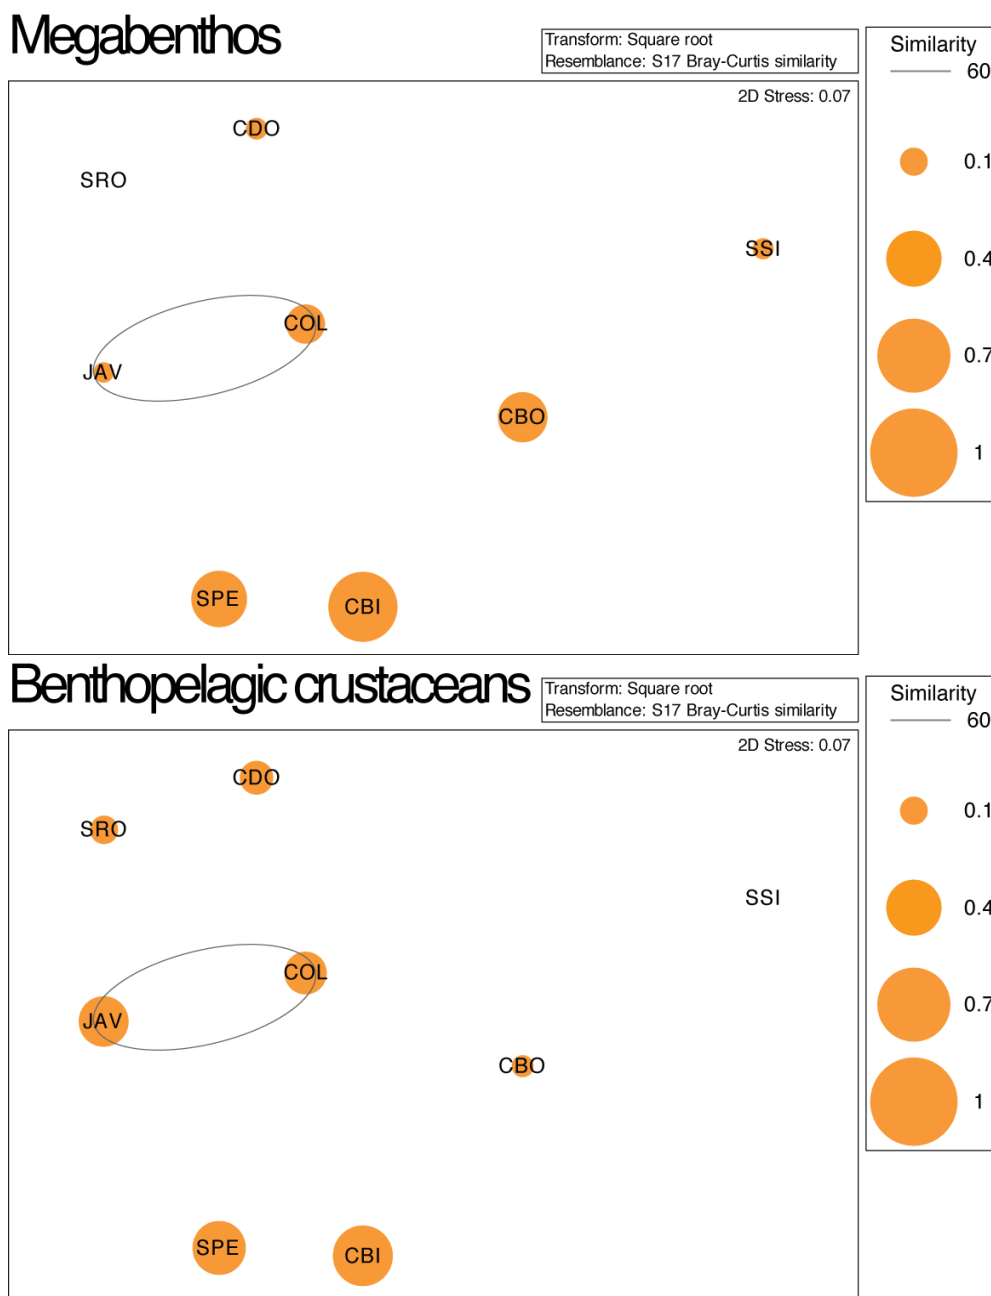 Megabenthos
Transform: Square root
Resemblance: S17 Bray-Curtis similarity
Similarity
60
2D Stress: 0.07
CDO
SRO
0.1
SSI
0.4
COL
0.7
JAV
CBO
1
SPE
CBI
Benthopelagic crustaceans
Transform: Square root
Resemblance: S17 Bray-Curtis similarity
Similarity
60
2D Stress: 0.07
CDO
SRO
0.1
SSI
0.4
COL
0.7
JAV
CBO
1
SPE
CBI